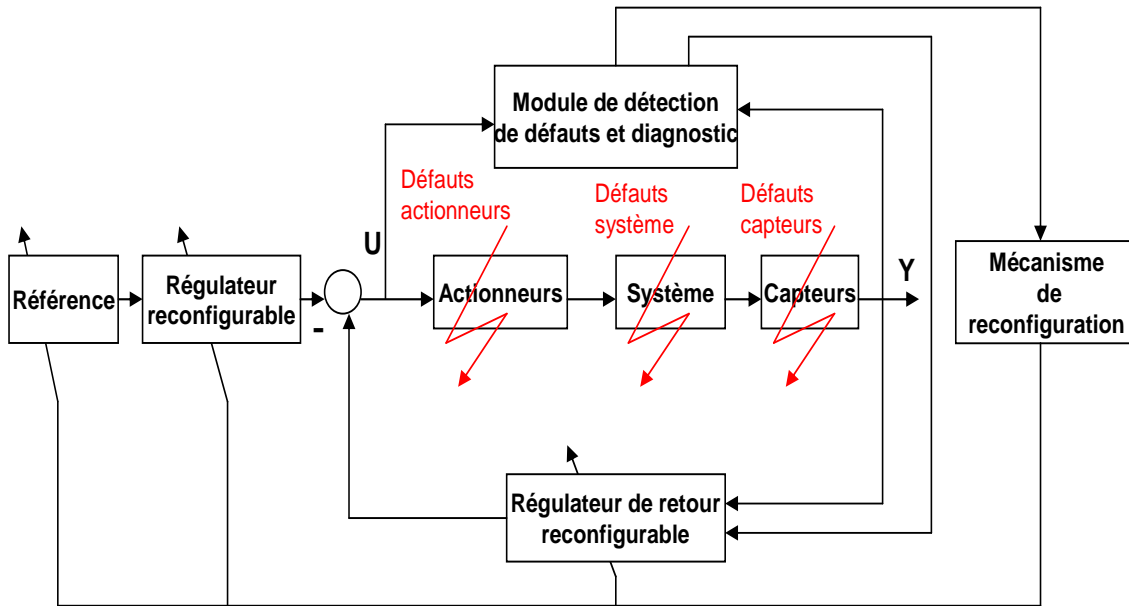 Module de détection
de défauts et diagnostic
Défauts
actionneurs
Défauts
système
Défauts
capteurs
U
Y
Référence
Régulateur
reconfigurable
-
Actionneurs
Système
Capteurs
Mécanisme
de
reconfiguration
Régulateur de retour
reconfigurable